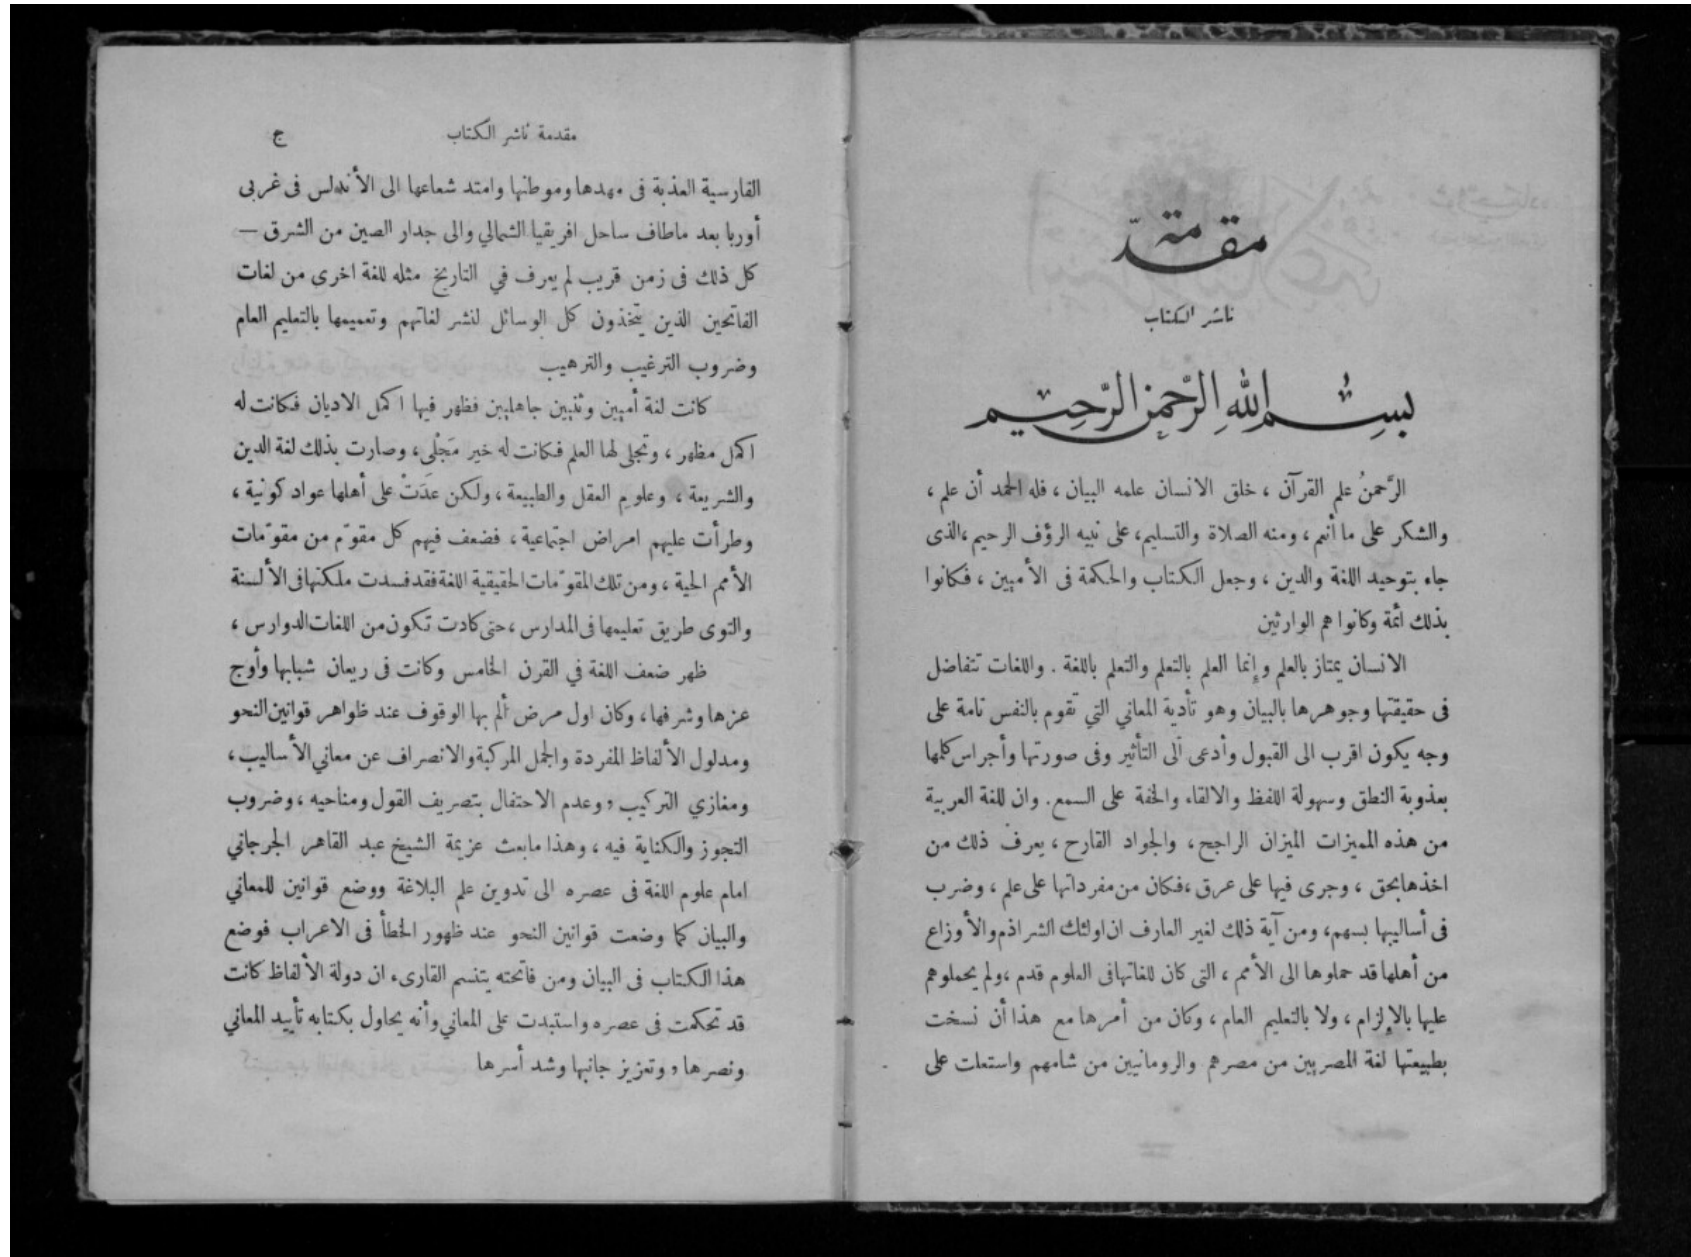 مقدمة
ناشر الكتاب
بسم الله الرحمن الرحيم
الرَّحمنُ علم القرآن ، خلق الانسان علمه البيان ، فله الحمد أن علم ،
والشكر على ما أنعم ، ومنه الصلاة والتسليم، على نبيه الرؤف الرحيم ،الذى
جاء بتوحيد اللغة والدين ، وجعل الكتاب والحكمة فى الأميين ، فكانوا
بذلك ائمة وكانوا هم الوارثين
الانسان يمتاز بالعلم وإنما العلم بالتعلم والتعلم باللغة . واللغات تتفاضل
فى حقيقتها وجوهرها بالبيان وهو تأدية المعاني التي تقوم بالنفس تامة على
وجه يكون اقرب الى القبول وأدعى الى التأثير وفى صورتها وأجراس كلمها
بعذوبة النطق وسهولة اللفظ والالقاء والخفة على السمع. وان للغة العربية
من هذه المميزات الميزان الراجح، والجواد القارح ، يعرف ذلك من
اخذها بحق ، وجرى فيها على عرق ،فكان من مفرداتها على علم ، وضرب
فى أساليبها بسهم، ومن آية ذلك لغير العارف ان اولئك الشراذم والأوزاع
من أهلها قد حملوها الى الأمم ، التى كان للغاتها فى العلوم قدم ،ولم يحملوهم
عليها بالإلزام ، ولا بالتعليم العام ، وكان من أمرها مع هذا أن نسخت
بطبيعتها لغة المصريين من مصرهم والرومانيين من شامهم واستعلت على
مقدمة ناشر الكتاب ج
الفارسية العذبة فى مهدها وموطنها وامتد شعاعها الى الأندلس فى غربى
أوربا بعد ماطاف ساحل افريقيا الشمالي والى جدار الصين من الشرق —
كل ذلك فى زمن قريب لم يعرف في التاريخ مثله للغة اخرى من لغات
الفاتحين الذين يتخذون كل الوسائل لنشر لغاتهم وتعميمها بالتعليم العام
وضروب الترغيب والترهيب
كانت لغة أميين وثنيين جاهليين فظهر فيها اكمل الاديان فكانت له
اكمل مظهر ، وتجلى لها العلم فكانت له خير مَجْلى، وصارت بذلك لغة الدين
والشريعة ، وعلوم العقل والطبيعة ، ولكن عَدَتْ على أهلها عواد كونية ،
وطرأت عليهم امراض اجتماعية ، فضعف فيهم كل مقوّم من مقوّمات
الأمم الحية ، ومن تلك المقوّمات الحقيقية اللغة فقد فسدت ملكتها فى الألسنة
والتوى طريق تعليمها فى المدارس ،حتى كادت تكون من اللغات الدوارس ،
ظهر ضعف اللغة في القرن الخامس وكانت فى ريعان شبابها وأوج
عزها وشرفها، وكان اول مرض ألم بها الوقوف عند ظواهر قوانين النحو
ومدلول الألفاظ المفردة والجمل المركبة والانصراف عن معاني الأساليب ،
ومغازي التركيب ، وعدم الاحتفال بتصريف القول ومناحيه ، وضروب
التجوز والكناية فيه ، وهذا مابعث عزيمة الشيخ عبد القاهر الجرجاني
امام علوم اللغة فى عصره الى تدوين علم البلاغة ووضع قوانين للمعاني
والبيان كما وضعت قوانين النحو عند ظهور الخطأ فى الاعراب فوضع
هذا الكتاب فى البيان ومن فاتحته يتنسم القارىء ان دولة الألفاظ كانت
قد تحكمت فى عصره واستبدت على المعاني وأنه يحاول بكتابه تأييد المعاني
ونصرها ، وتعزيز جانبها وشد أسرها